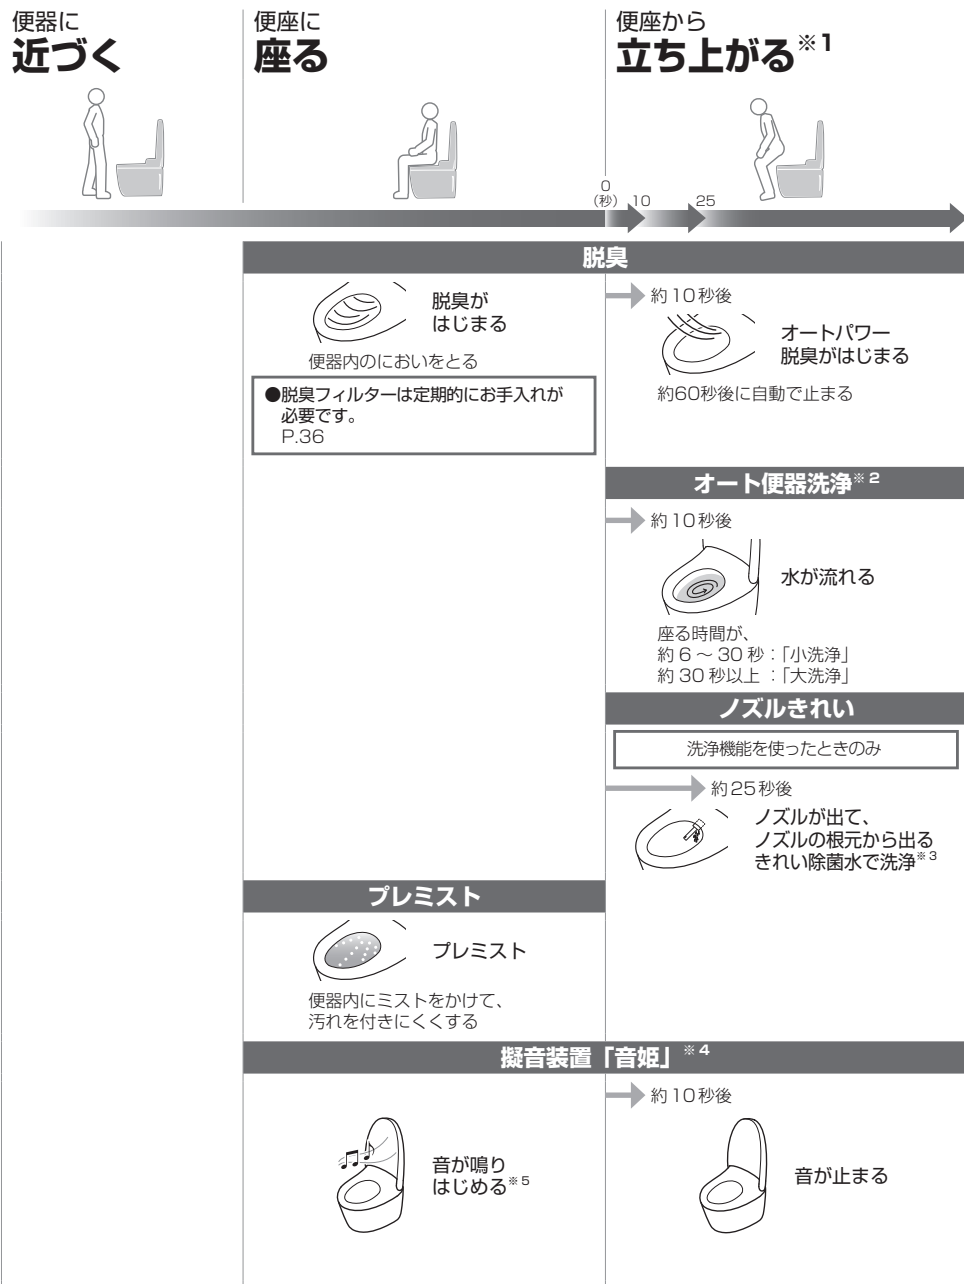 便器に
近づく
便座に
座る
便座から
立ち上がる※1
0
(秒)
10
25
脱臭
脱臭が
はじまる
便器内のにおいをとる
●脱臭フィルターは定期的にお手入れが
必要です。
P.36
約10秒後
オートパワー
脱臭がはじまる
約60秒後に自動で止まる
オート便器洗浄※2
約10秒後
水が流れる
座る時間が、
約 6 ～ 30 秒：「小洗浄」
約 30 秒以上 ：「大洗浄」
ノズルきれい
洗浄機能を使ったときのみ
約25秒後
ノズルが出て、
ノズルの根元から出る
きれい除菌水で洗浄※3
プレミスト
プレミスト
便器内にミストをかけて、
汚れを付きにくくする
擬音装置「音姫」※4
音が鳴り
はじめる※5
約10秒後
音が止まる